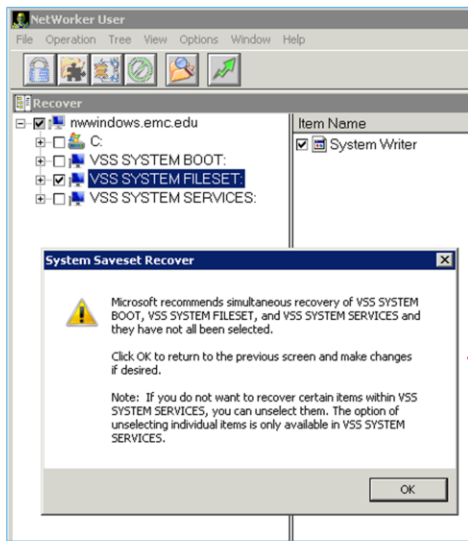 NetWorker User
File Operation Tree View Options Window Help
Recover
nwwindows.emc.edu
C:
VSS SYSTEM BOOT:
VSS SYSTEM FILESET:
VSS SYSTEM SERVICES:
Item Name
System Writer
System Saveset Recover
Microsoft recommends simultaneous recovery of VSS SYSTEM
BOOT, VSS SYSTEM FILESET, and VSS SYSTEM SERVICES and
they have not all been selected.
Click OK to return to the previous screen and make changes
if desired.
Note: If you do not want to recover certain items within VSS
SYSTEM SERVICES, you can unselect them. The option of
unselecting individual items is only available in VSS SYSTEM
SERVICES.
OK